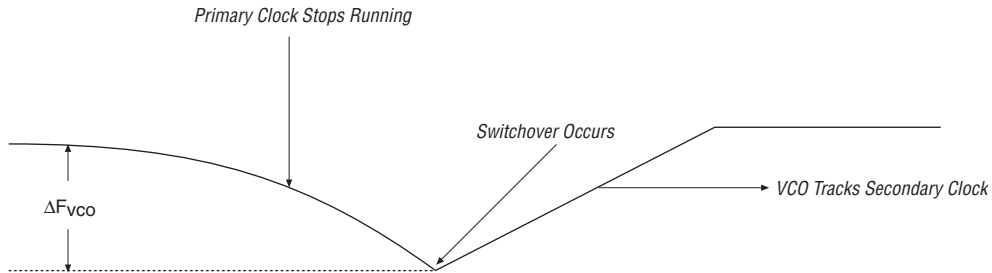 Primary Clock Stops Running
Switchover Occurs
VCO Tracks Secondary Clock
ΔFvco